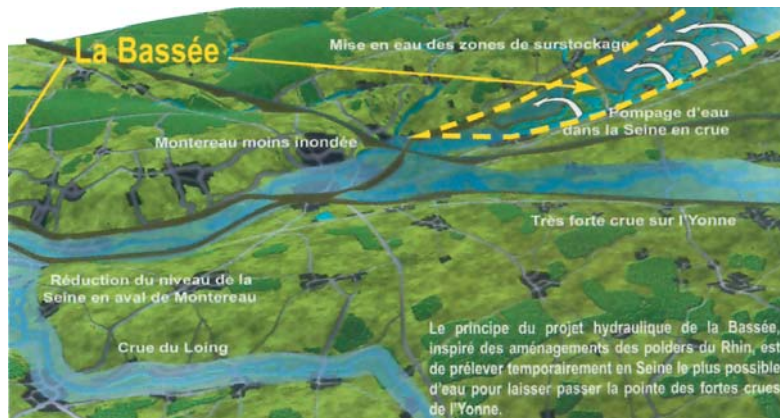 La Bassée
Mise en eau des zones de surstockage
Pompage d'eau
dans la Seine en crue
Montereau moins inondée
Très forte crue sur l'Yonne
Réduction du niveau de la
Seine en aval de Montereau
Crue du Loing
Le principe du projet hydraulique de la Bassée,
inspiré des aménagements des polders du Rhin, est
de prélever temporairement en Seine le plus possible
d'eau pour laisser passer la pointe des fortes crues
de l'Yonne.